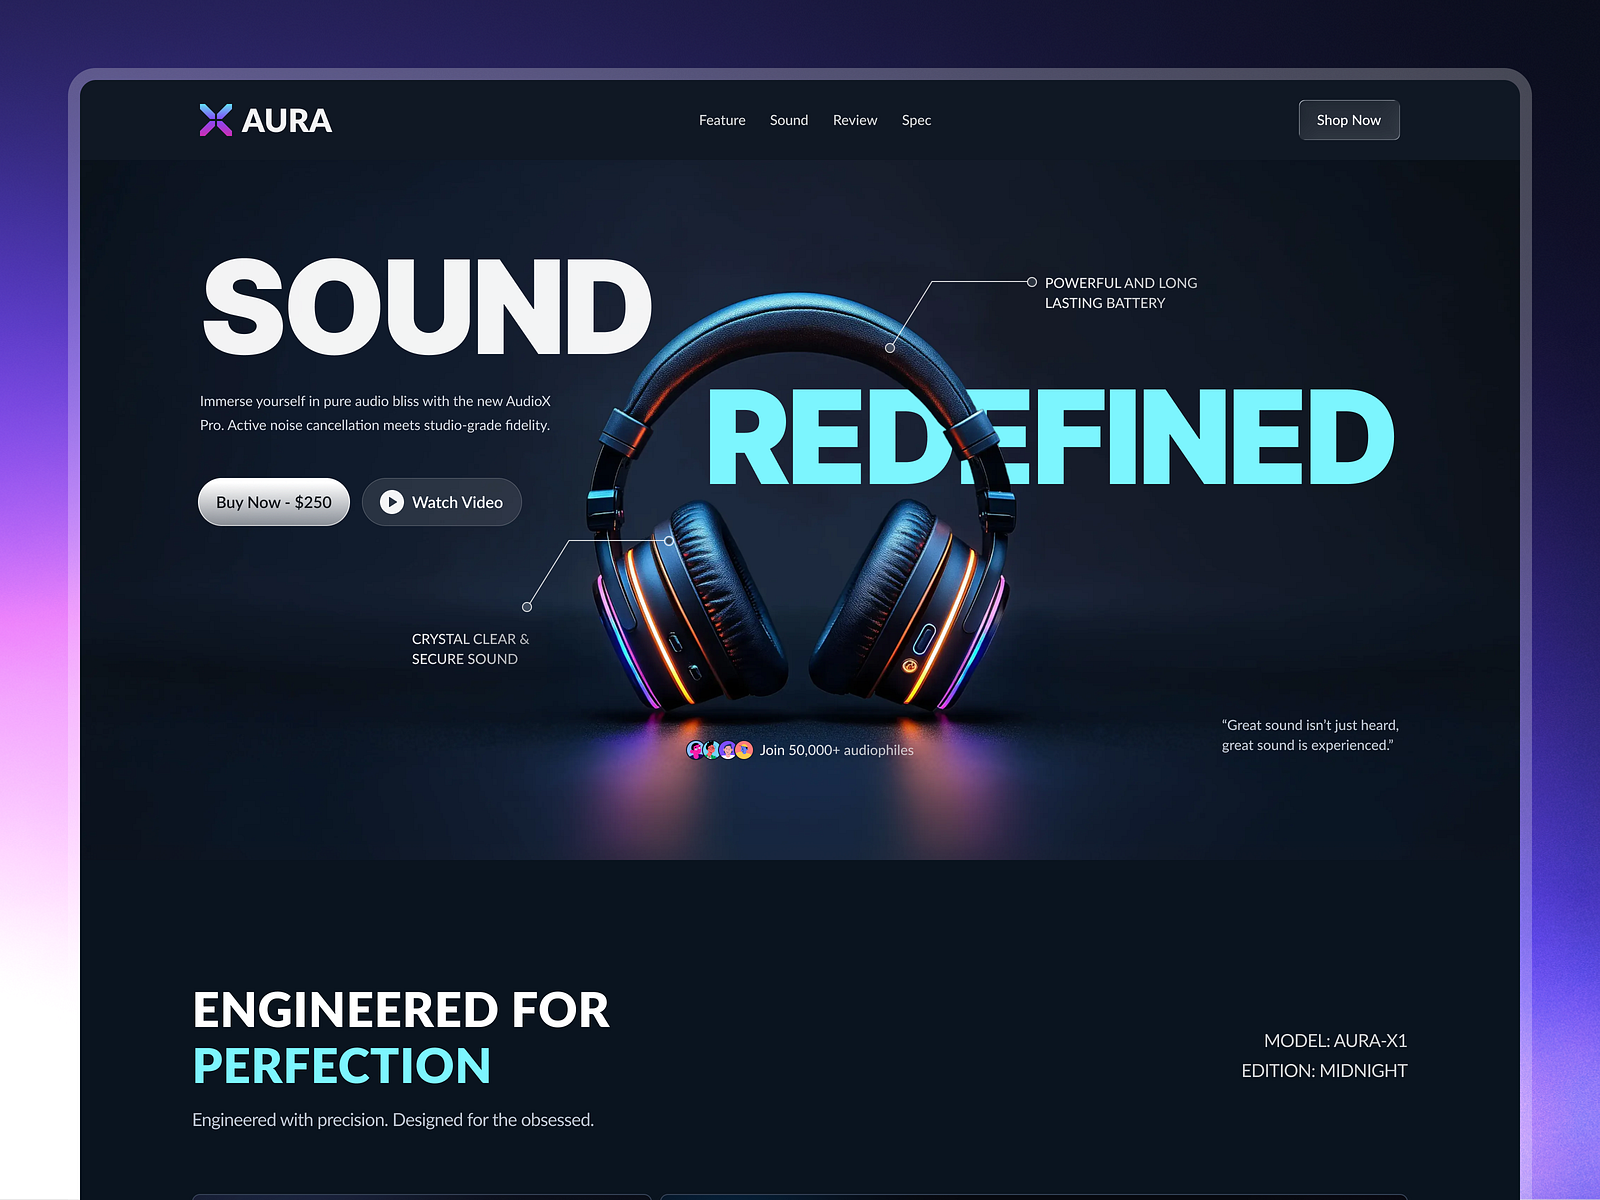 AURA
Feature
Sound
Review
Spec
Shop Now
SOUND
POWERFUL AND LONG
LASTING BATTERY
REDEFINED
Immerse yourself in pure audio bliss with the new AudioX
Pro. Active noise cancellation meets studio-grade fidelity.
Buy Now - $250
Watch Video
CRYSTAL CLEAR &
SECURE SOUND
“Great sound isn’t just heard,
great sound is experienced.”
Join 50,000+ audiophiles
ENGINEERED FOR
PERFECTION
Engineered with precision. Designed for the obsessed.
MODEL: AURA-X1
EDITION: MIDNIGHT